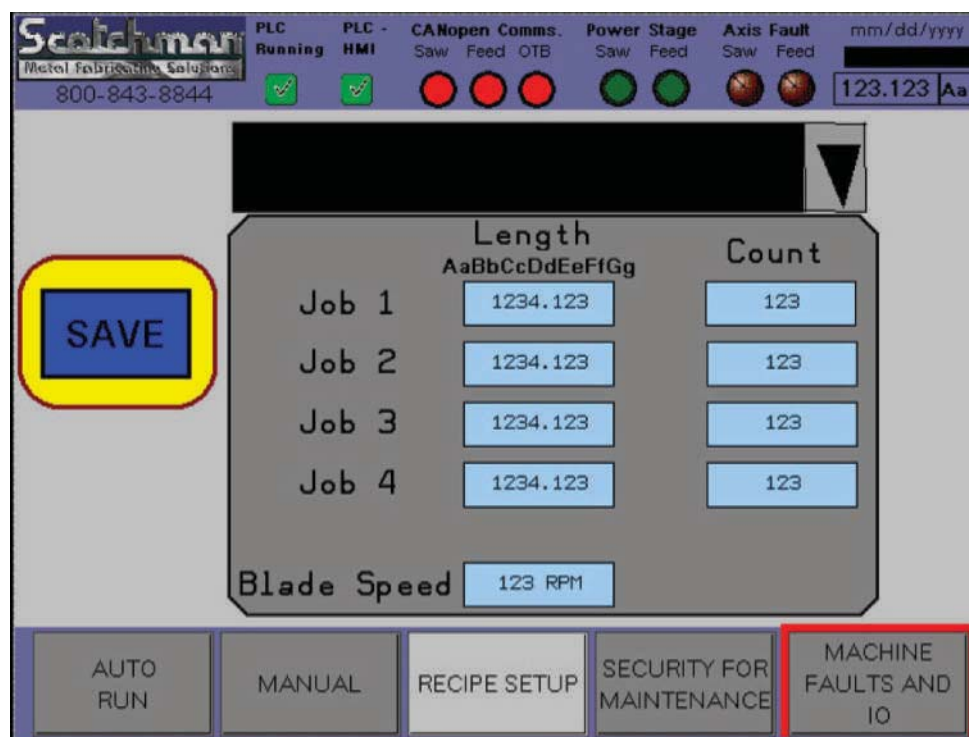 Scotchman
Metal Fabricating Solutions
800-843-8844
PLC Running
PLC - HMI
CANopen Comms.
Saw Feed OTB
Power Stage
Saw Feed
Axis Fault
Saw Feed
mm/dd/yyyy
123.123 Aa
Length
AaBbCcDdEeFfGg
Count
Job 1 1234.123 123
SAVE
Job 2 1234.123 123
Job 3 1234.123 123
Job 4 1234.123 123
Blade Speed 123 RPM
AUTO
RUN
MANUAL
RECIPE SETUP
SECURITY FOR
MAINTENANCE
MACHINE
FAULTS AND
IO